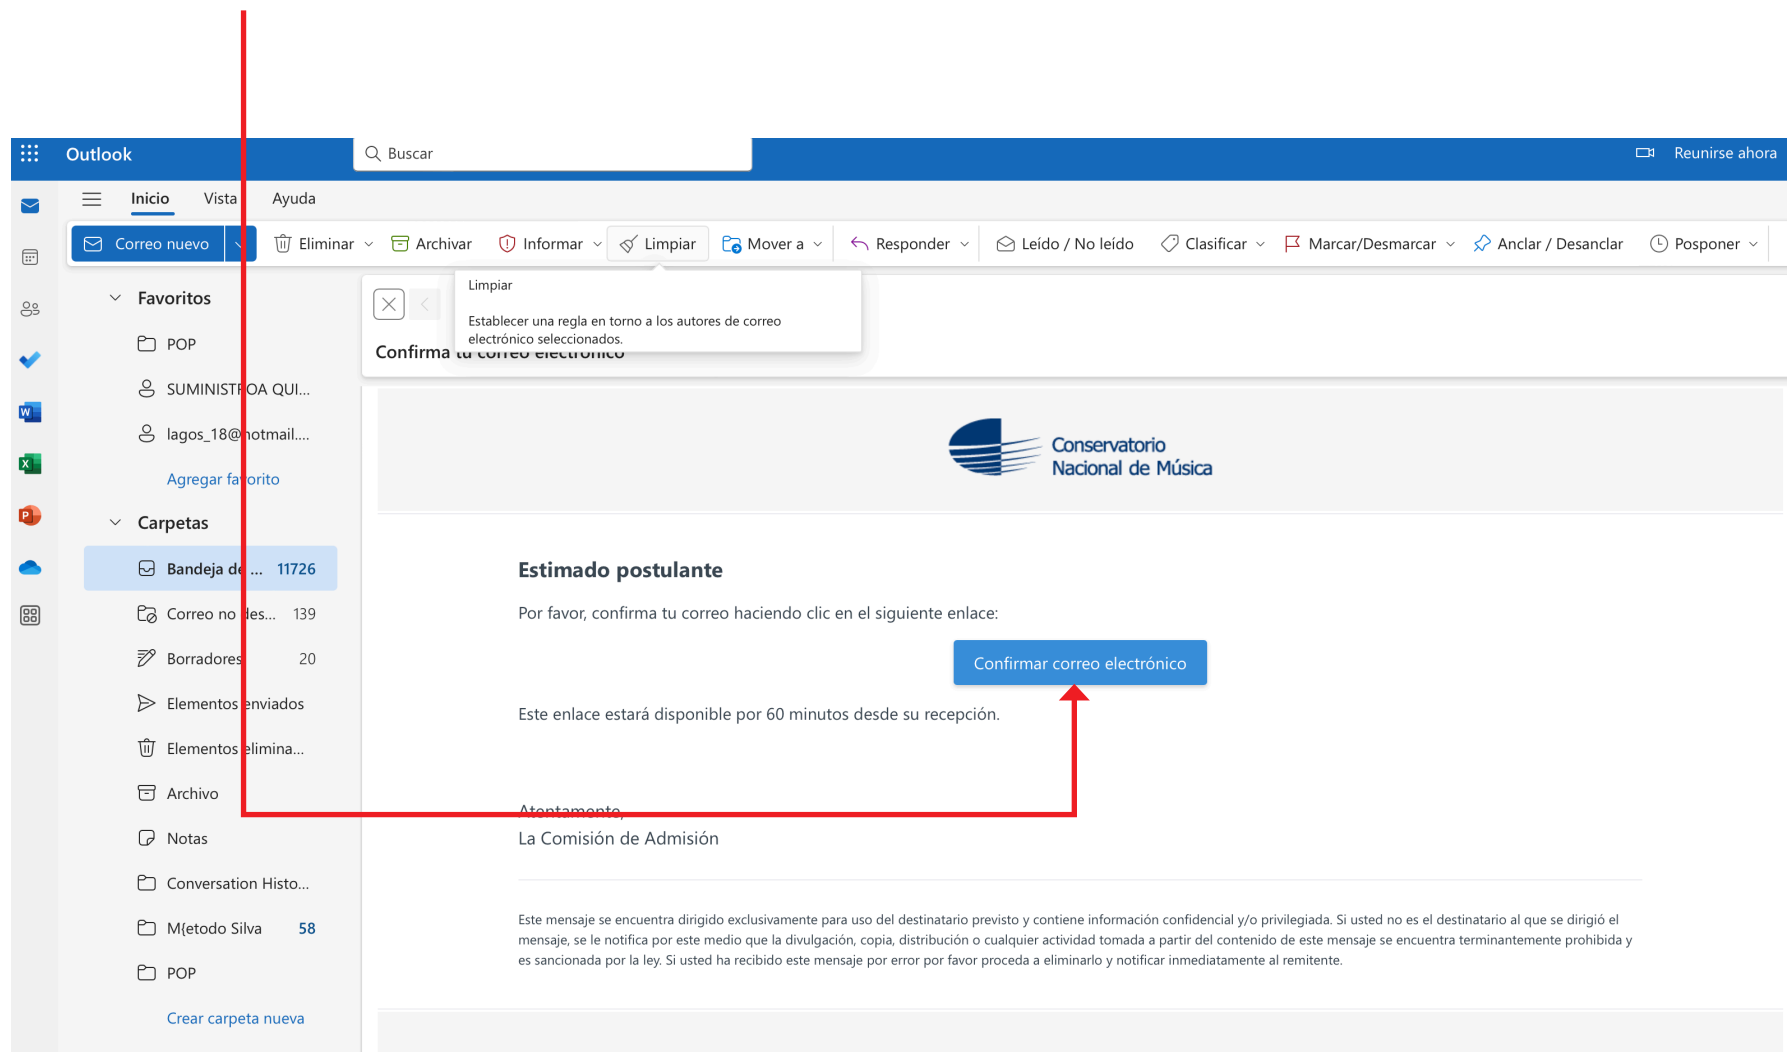 Outlook
Buscar
Reunirse ahora
Inicio Vista Ayuda
Correo nuevo Eliminar Archivar Informar Limpiar Mover a Responder Leído / No leído Clasificar Marcar/Desmarcar Anclar / Desanclar Posponer
Favoritos
POP
SUMINISTROA QUI...
lagos_18@hotmail....
Agregar favorito
Carpetas
Bandeja de ... 11726
Correo no des... 139
Borradores 20
Elementos enviados
Elementos elimina...
Archivo
Notas
Conversation Histo...
M{etodo Silva 58
POP
Crear carpeta nueva
Limpiar
Establecer una regla en torno a los autores de correo
electrónico seleccionados.
Confirma tu correo electrónico
Conservatorio
Nacional de Música
Estimado postulante
Por favor, confirma tu correo haciendo clic en el siguiente enlace:
Confirmar correo electrónico
Este enlace estará disponible por 60 minutos desde su recepción.
Atentamente,
La Comisión de Admisión
Este mensaje se encuentra dirigido exclusivamente para uso del destinatario previsto y contiene información confidencial y/o privilegiada. Si usted no es el destinatario al que se dirigió el
mensaje, se le notifica por este medio que la divulgación, copia, distribución o cualquier actividad tomada a partir del contenido de este mensaje se encuentra terminantemente prohibida y
es sancionada por la ley. Si usted ha recibido este mensaje por error por favor proceda a eliminarlo y notificar inmediatamente al remitente.